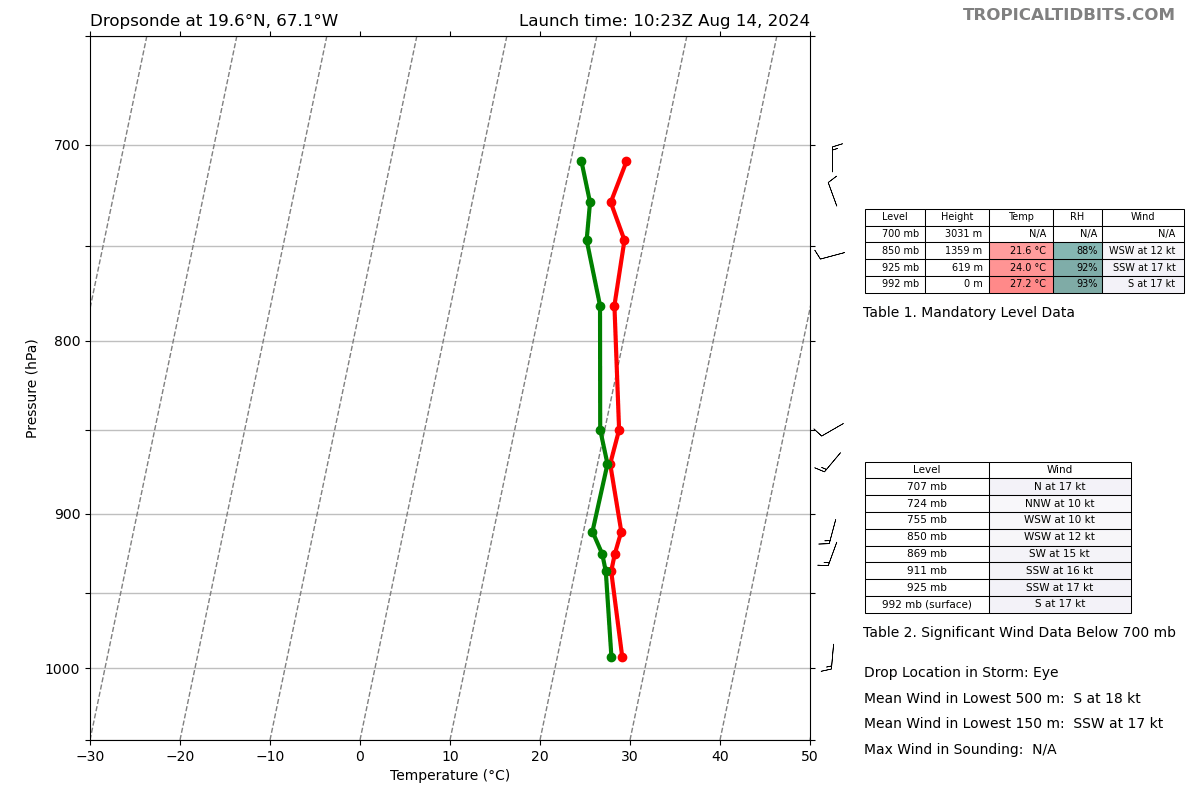 Dropsonde at 19.6°N, 67.1°W Launch time: 10:23Z Aug 14, 2024
TROPICALTIDBITS.COM
700
800
900
1000
Pressure (hPa)
−30 −20 −10 0 10 20 30 40 50
Temperature (°C)
Level Height Temp RH Wind
700 mb 3031 m N/A N/A N/A
850 mb 1359 m 21.6 °C 88% WSW at 12 kt
925 mb 619 m 24.0 °C 92% SSW at 17 kt
992 mb 0 m 27.2 °C 93% S at 17 kt
Table 1. Mandatory Level Data
Level Wind
707 mb N at 17 kt
724 mb NNW at 10 kt
755 mb WSW at 10 kt
850 mb WSW at 12 kt
869 mb SW at 15 kt
911 mb SSW at 16 kt
925 mb SSW at 17 kt
992 mb (surface) S at 17 kt
Table 2. Significant Wind Data Below 700 mb
Drop Location in Storm: Eye
Mean Wind in Lowest 500 m: S at 18 kt
Mean Wind in Lowest 150 m: SSW at 17 kt
Max Wind in Sounding: N/A